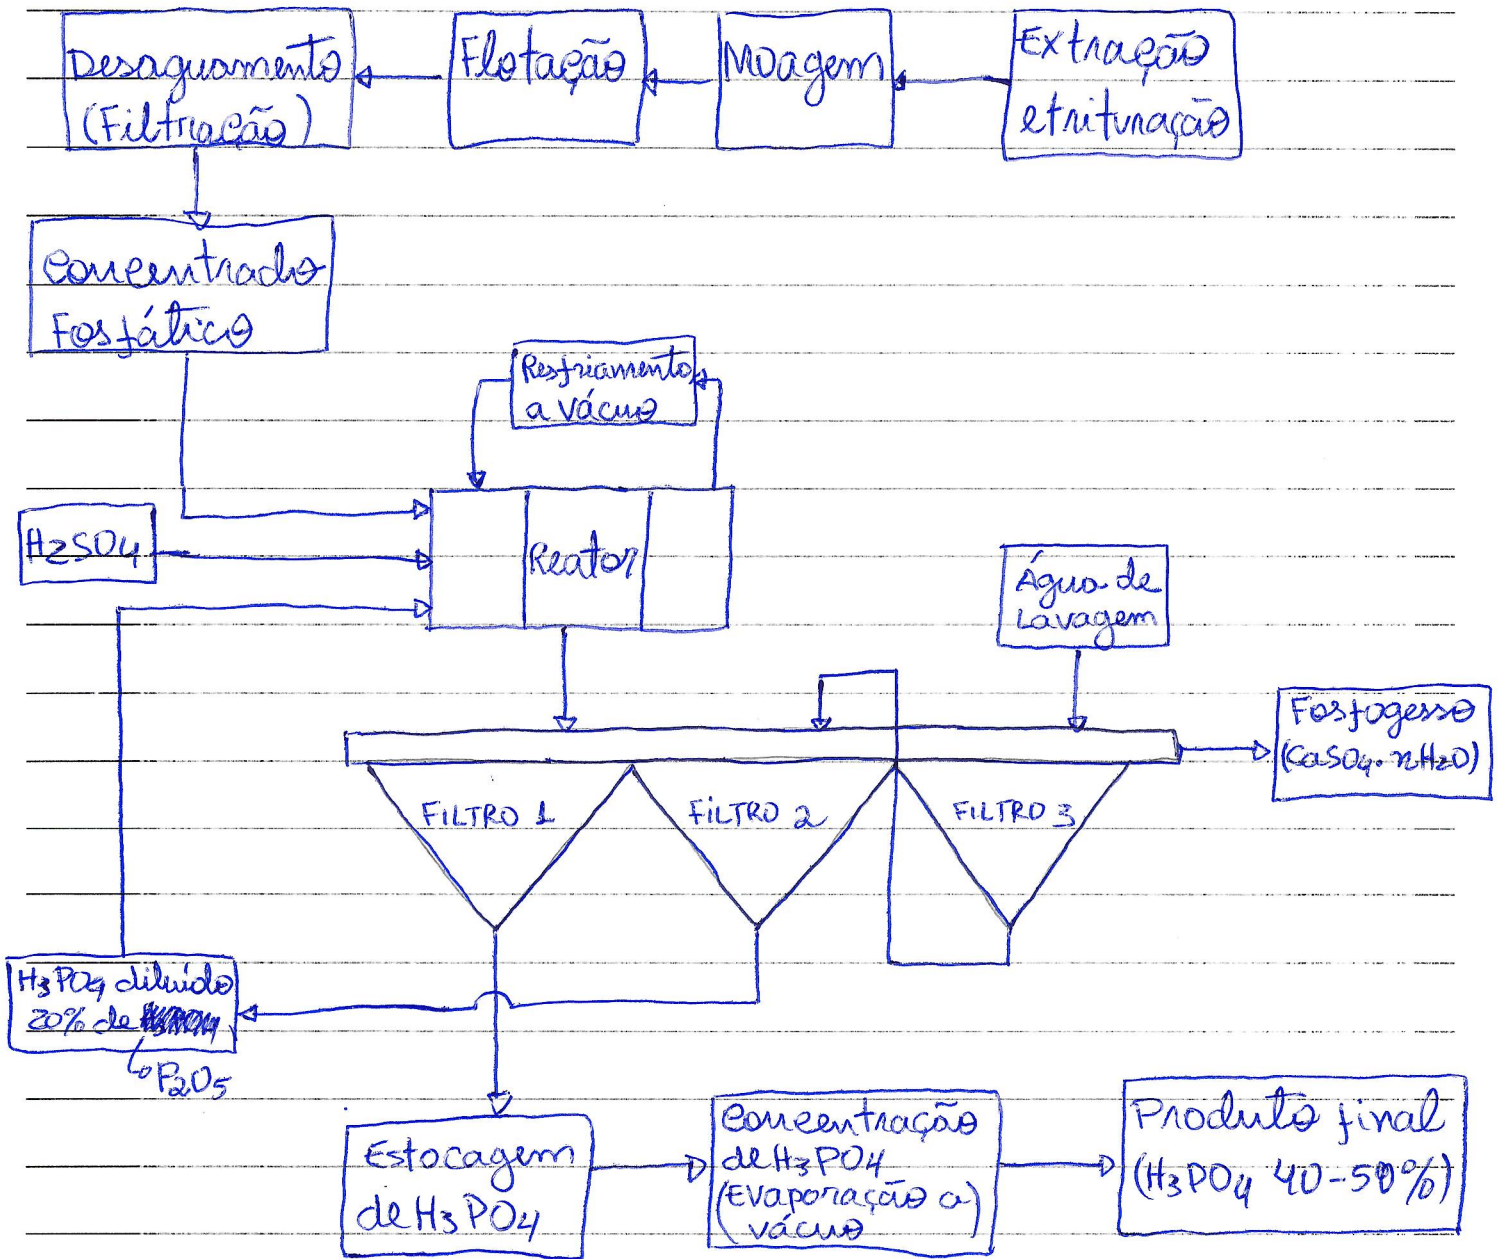 Desaguamento
(Filtração)
Flotação
Moagem
Extração
e trituração
Concentrado
Fosfático
Resfriamento
a vácuo
H2SO4
Reator
Água de
Lavagem
Fosfogesso
(CaSO4.nH2O)
FILTRO 1
FILTRO 2
FILTRO 3
H3PO4 diluído
20% de
P2O5
Estocagem
de H3PO4
Concentração
de H3PO4
(Evaporação a)
vácuo
Produto final
(H3PO4 40-50%)